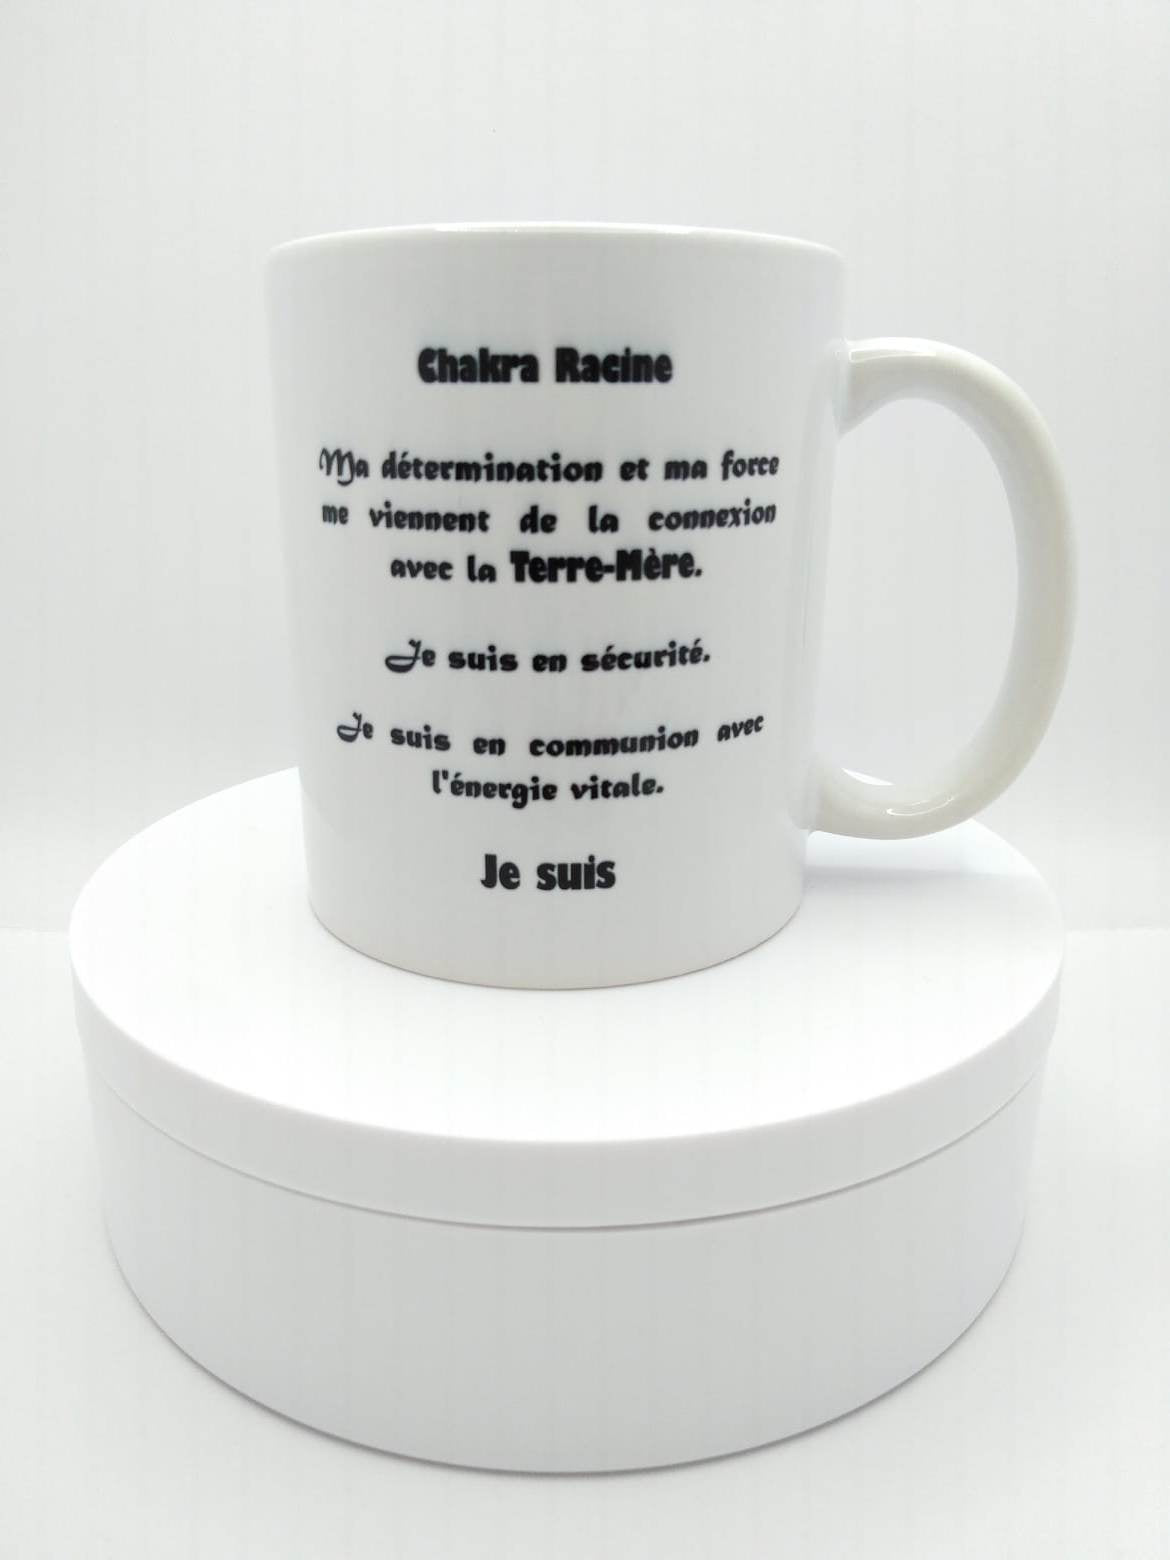 Chakra Racine
Ma détermination et ma force
me viennent de la connexion
avec la Terre-Mère.
Je suis en sécurité.
Je suis en communion avec
l'énergie vitale.
Je suis